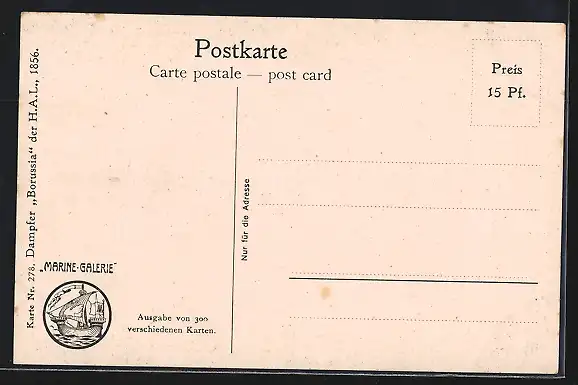 Postkarte
Carte postale — post card
Preis
15 Pf.
Nur für die Adresse
Karte Nr. 278. Dampfer „Borussia“ der H.A.L., 1856.
„MARINE-GALERIE“
Ausgabe von 300
verschiedenen Karten.